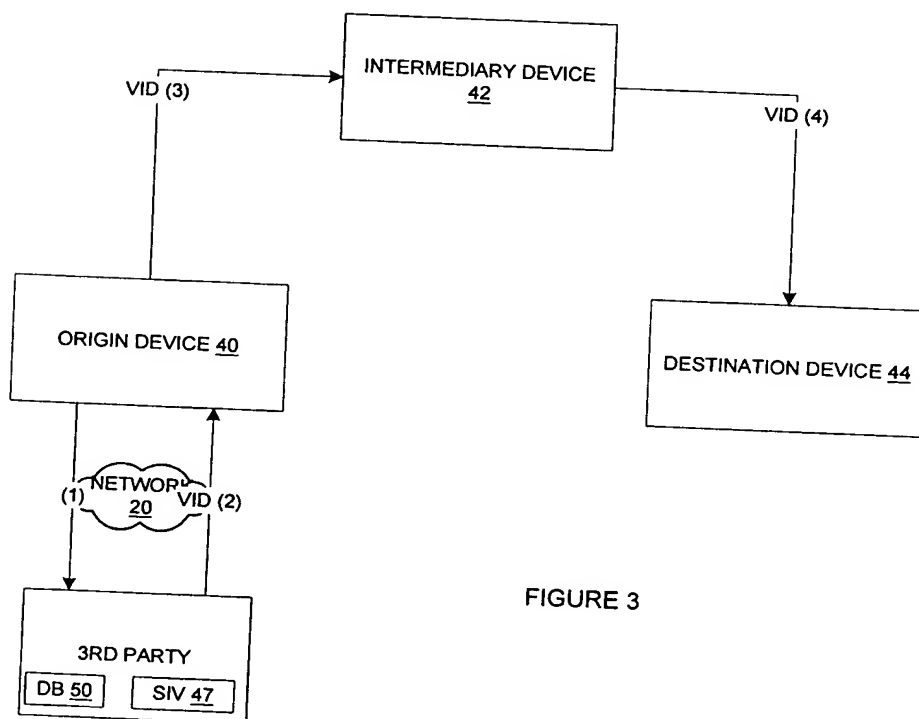 INTERMEDIARY DEVICE
42
VID (3)
VID (4)
ORIGIN DEVICE 40
DESTINATION DEVICE 44
(1)
NETWORK
20
VID (2)
3RD PARTY
DB 50
SIV 47
FIGURE 3